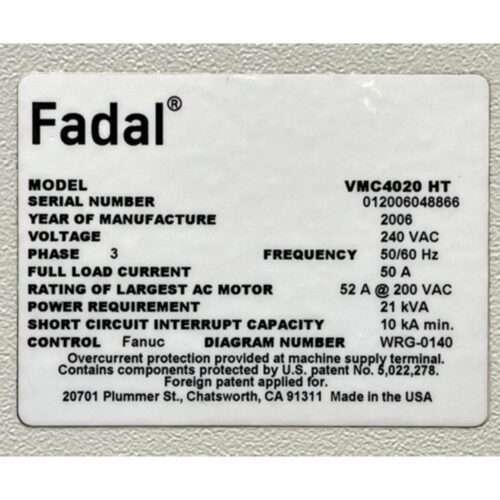 Fadal®
MODEL VMC4020 HT
SERIAL NUMBER 012006048866
YEAR OF MANUFACTURE 2006
VOLTAGE 240 VAC
PHASE 3 FREQUENCY 50/60 Hz
FULL LOAD CURRENT 50 A
RATING OF LARGEST AC MOTOR 52 A @ 200 VAC
POWER REQUIREMENT 21 kVA
SHORT CIRCUIT INTERRUPT CAPACITY 10 kA min.
CONTROL Fanuc DIAGRAM NUMBER WRG-0140
Overcurrent protection provided at machine supply terminal.
Contains components protected by U.S. patent No. 5,022,278.
Foreign patent applied for.
20701 Plummer St., Chatsworth, CA 91311 Made in the USA